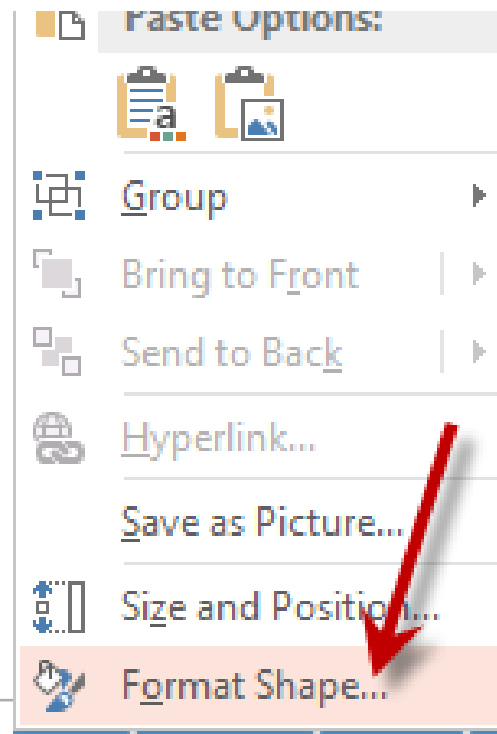 Paste Options:
Group
Bring to Front
Send to Back
Hyperlink...
Save as Picture...
Size and Position...
Format Shape...